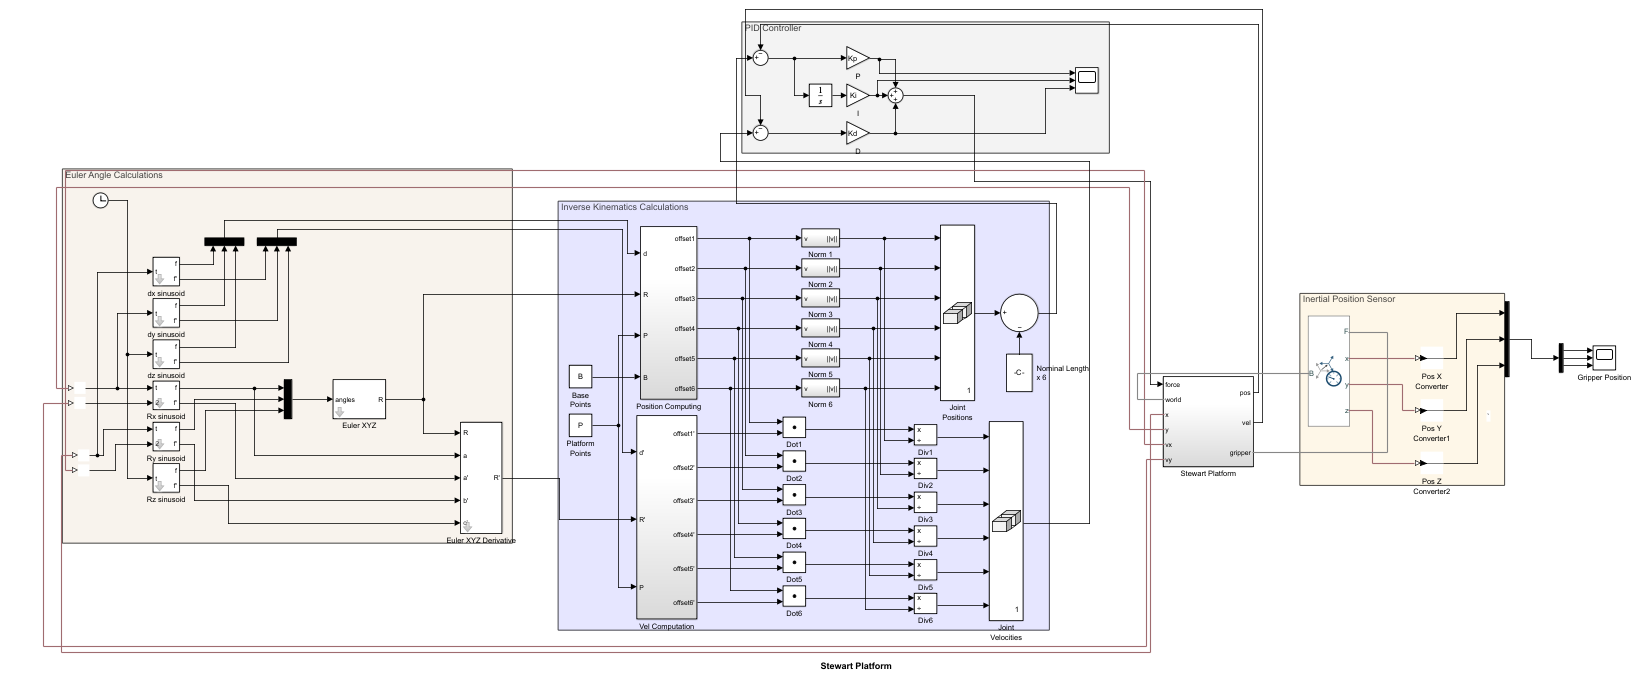 PID Controller
Kp
P
1
s
Ki
I
Kd
D
Euler Angle Calculations
t
f
f'
dx sinusoid
t
f
f'
dy sinusoid
t
f
f'
dz sinusoid
t
f
f'
Rx sinusoid
t
f
f'
Ry sinusoid
t
f
f'
Rz sinusoid
angles
R
Euler XYZ
R
a
a'
b'
R'
Euler XYZ Derivative
Inverse Kinematics Calculations
B
Base
Points
P
Platform
Points
d
R
P
B
offset1
offset2
offset3
offset4
offset5
offset6
Position Computing
d'
R'
P
offset1'
offset2'
offset3'
offset4'
offset5'
offset6'
Vel Computation
v ||v||
Norm 1
v ||v||
Norm 2
v ||v||
Norm 3
v ||v||
Norm 4
v ||v||
Norm 5
v ||v||
Norm 6
Dot1
Dot2
Dot3
Dot4
Dot5
Dot6
x
÷
Div1
x
÷
Div2
x
÷
Div3
x
÷
Div4
x
÷
Div5
x
÷
Div6
1
Joint
Positions
1
Joint
Velocities
-C-
Nominal Length
x 6
force
world
x
y
vx
vy
pos
vel
gripper
Stewart Platform
Inertial Position Sensor
B
F
x
y
z
Pos X
Converter
Pos Y
Converter1
Pos Z
Converter2
Gripper Position
Stewart Platform